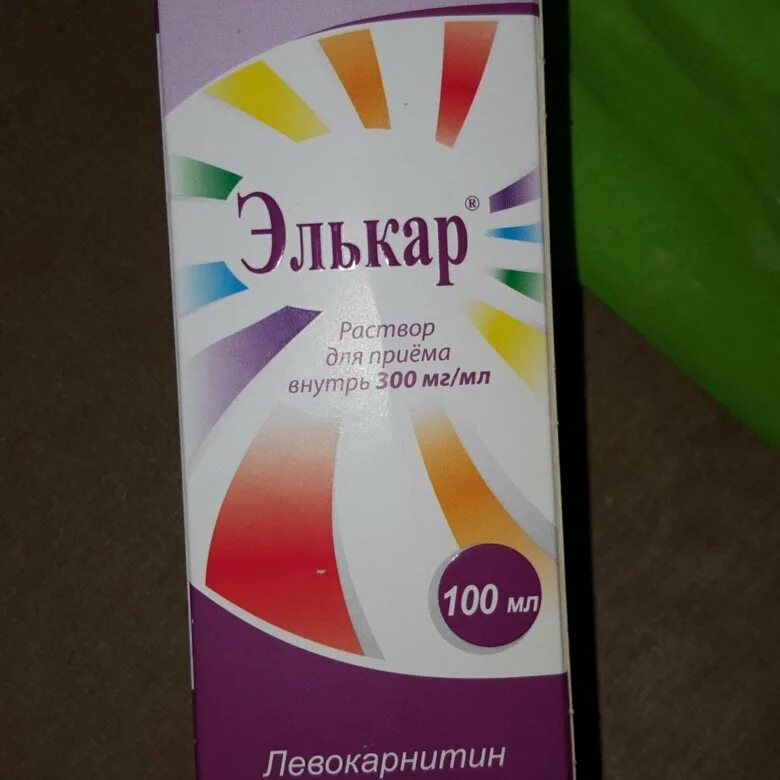 Элькар®
Раствор
для приёма
внутрь 300 мг/мл
100 мл
Левокарнитин